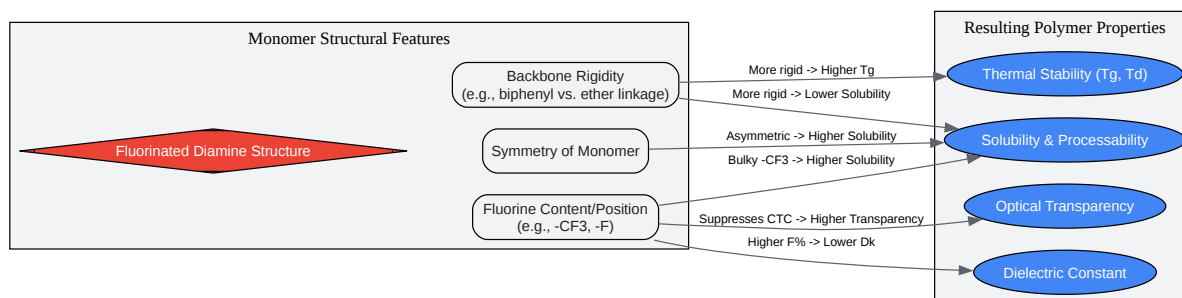 Monomer Structural Features
Resulting Polymer Properties
Backbone Rigidity
(e.g., biphenyl vs. ether linkage)
More rigid -> Higher Tg
Thermal Stability (Tg, Td)
More rigid -> Lower Solubility
Fluorinated Diamine Structure
Symmetry of Monomer
Asymmetric -> Higher Solubility
Solubility & Processability
Bulky -CF3 -> Higher Solubility
Fluorine Content/Position
(e.g., -CF3, -F)
Suppresses CTC -> Higher Transparency
Optical Transparency
Higher F% -> Lower Dk
Dielectric Constant